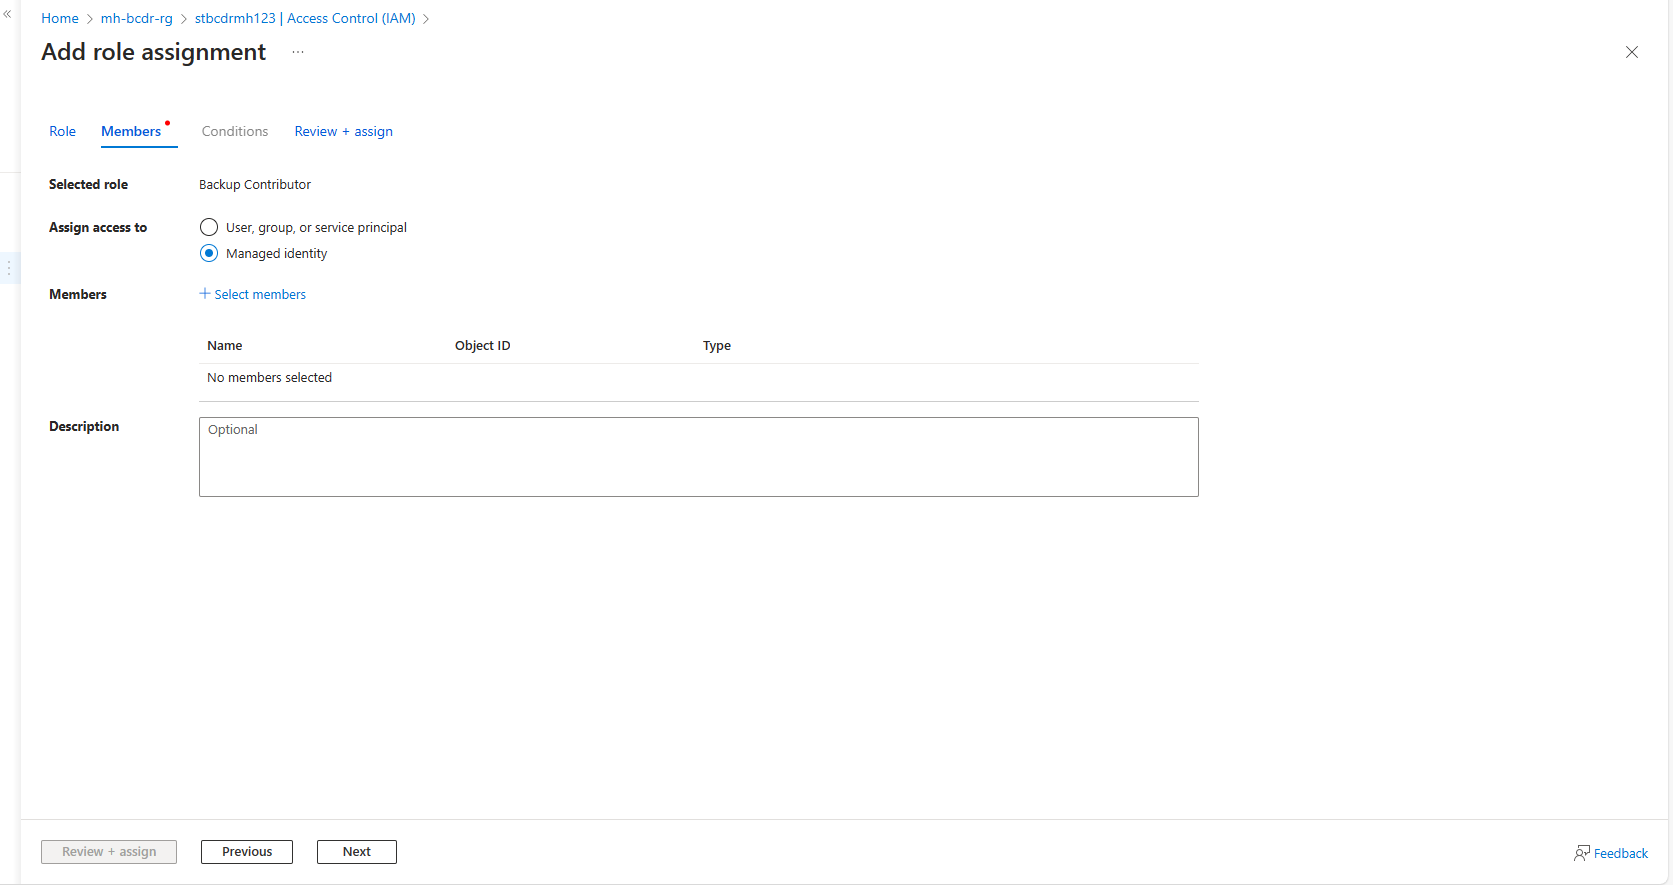 Home > mh-bcdr-rg > stbcdrmh123 | Access Control (IAM) >
Add role assignment ...
Role Members Conditions Review + assign
Selected role Backup Contributor
Assign access to User, group, or service principal
Managed identity
Members + Select members
Name Object ID Type
No members selected
Description Optional
Review + assign Previous Next Feedback